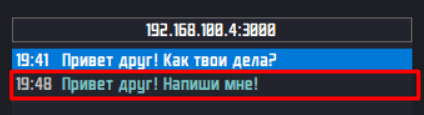 192.168.100.4:3000
19:41 Привет друг! Как твои дела?
19:48 Привет друг! Напиши мне!